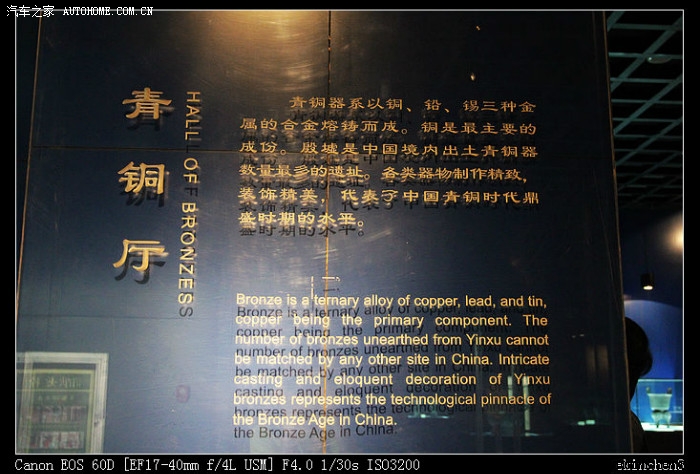 汽车之家 AUTOHOME.COM.CN
青铜厅
HALL OFF BRONZESS
青铜器系以铜、铅、锡三种金
属的合金熔铸而成。铜是最主要的
成份。殷墟是中国境内出土青铜器
数量最多的遗址。各类器物制作精致，
装饰精美，代表了中国青铜时代鼎
盛时期的水平。
Bronze is a ternary alloy of copper, lead, and tin,
copper being the primary component. The
number of bronzes unearthed from Yinxu cannot
be matched by any other site in China. Intricate
casting and eloquent decoration of Yinxu
bronzes represents the technological pinnacle of
the Bronze Age in China.
Canon EOS 60D [EF17-40mm f/4L USM] F4.0 1/30s ISO3200